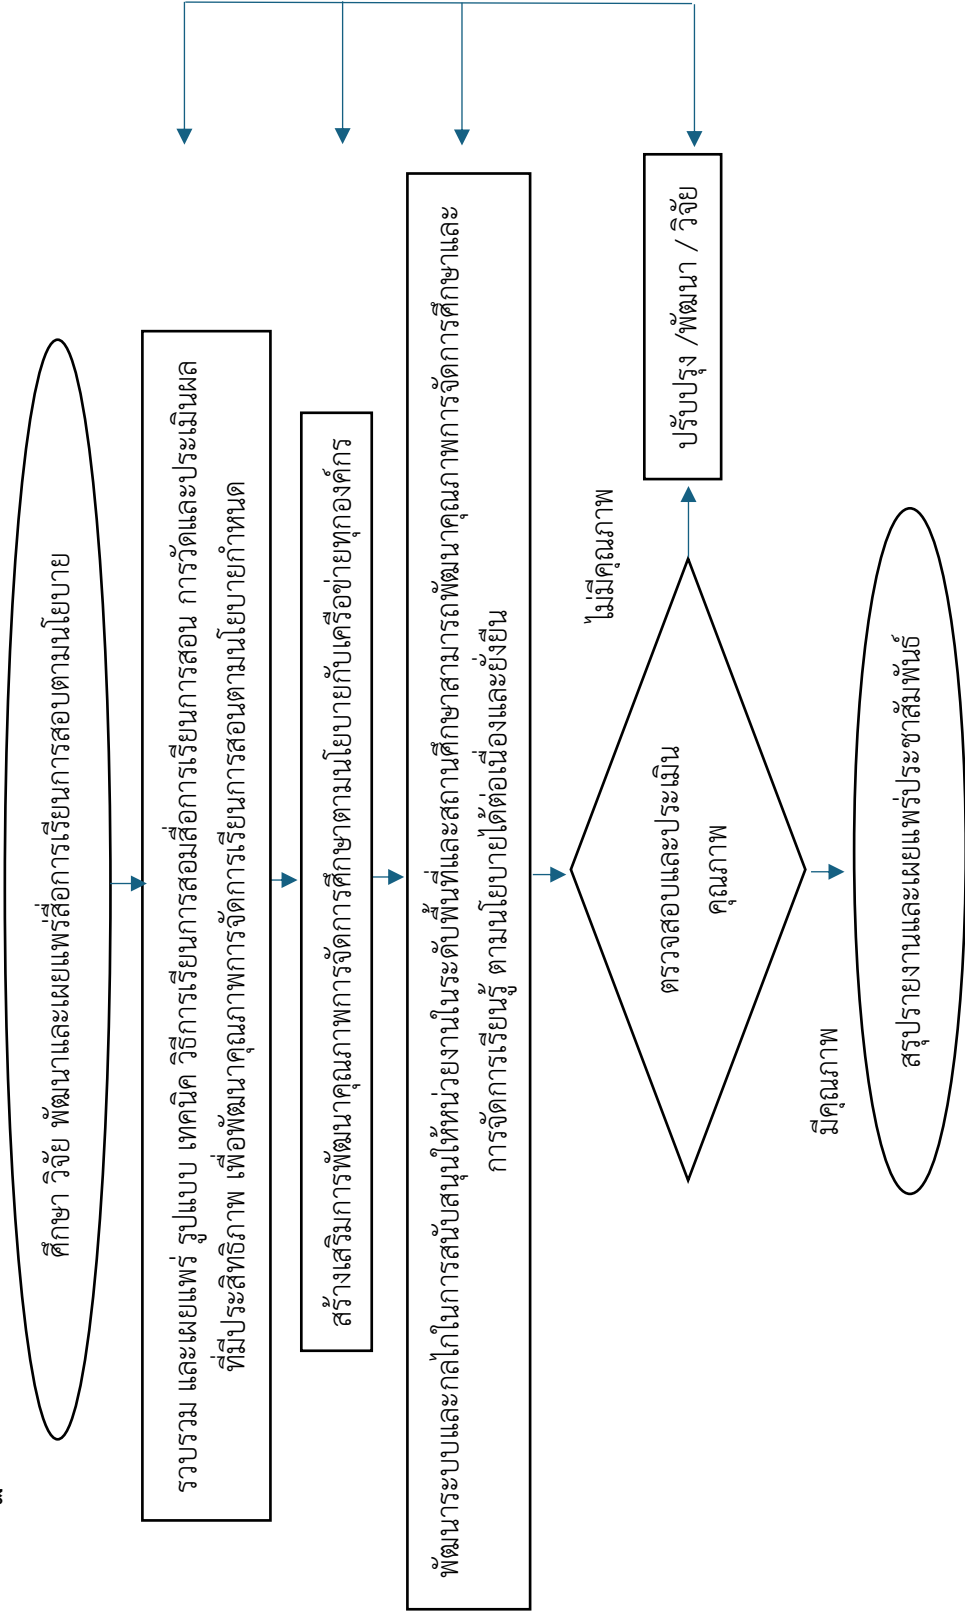 ศึกษา วิจัย พัฒนาและเผยแพร่สื่อการเรียนการสอบตามนโยบาย
รวบรวม และเผยแพร่ รูปแบบ เทคนิค วิธีการเรียนการสอมสื่อการเรียนการสอน การวัดและประเมินผล
ที่มีประสิทธิภาพ เพื่อพัฒนาคุณภาพการจัดการเรียนการสอนตามนโยบายกำหนด
สร้างเสริมการพัฒนาคุณภาพการจัดการศึกษาตามนโยบายกับเครือข่ายทุกองค์กร
พัฒนาระบบและกลไกในการสนับสนุนให้หน่วยงานในระดับพื้นที่และสถานศึกษาสามารถพัฒนาคุณภาพการจัดการศึกษาและ
การจัดการเรียนรู้ ตามนโยบายได้ต่อเนื่องและยั่งยืน
ตรวจสอบและประเมิน
คุณภาพ
ไม่มีคุณภาพ
ปรับปรุง /พัฒนา / วิจัย
มีคุณภาพ
สรุปรายงานและเผยแพร่ประชาสัมพันธ์